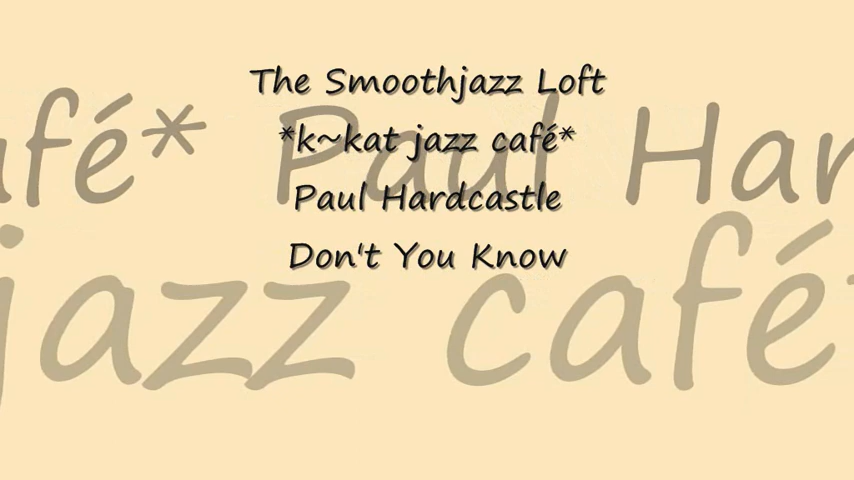 The Smoothjazz Loft
*k~kat jazz café*
Paul Hardcastle
Don't You Know
afé* Paul Har
jazz café*